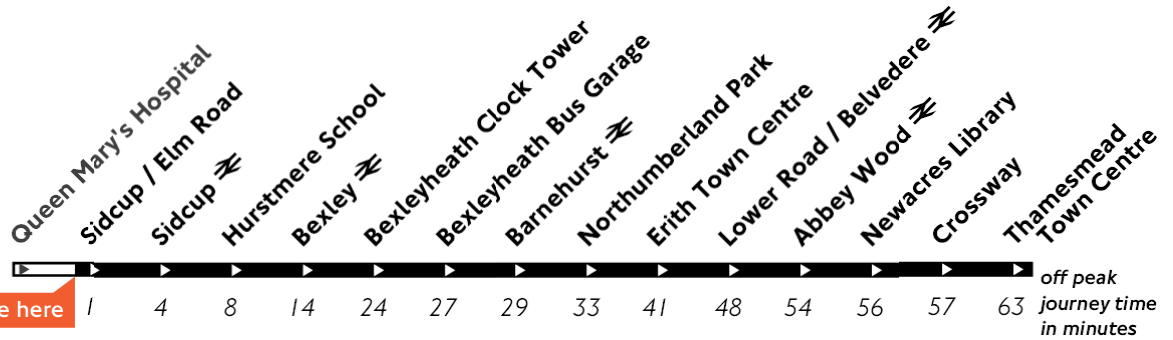 Queen Mary's Hospital
Sidcup / Elm Road
Sidcup
Hurstmere School
Bexley
Bexleyheath Clock Tower
Bexleyheath Bus Garage
Barnehurst
Northumberland Park
Erith Town Centre
Lower Road / Belvedere
Abbey Wood
Newacres Library
Crossway
Thamesmead
Town Centre
e here
1 4 8 14 24 27 29 33 41 48 54 56 57 63
off peak
journey time
in minutes